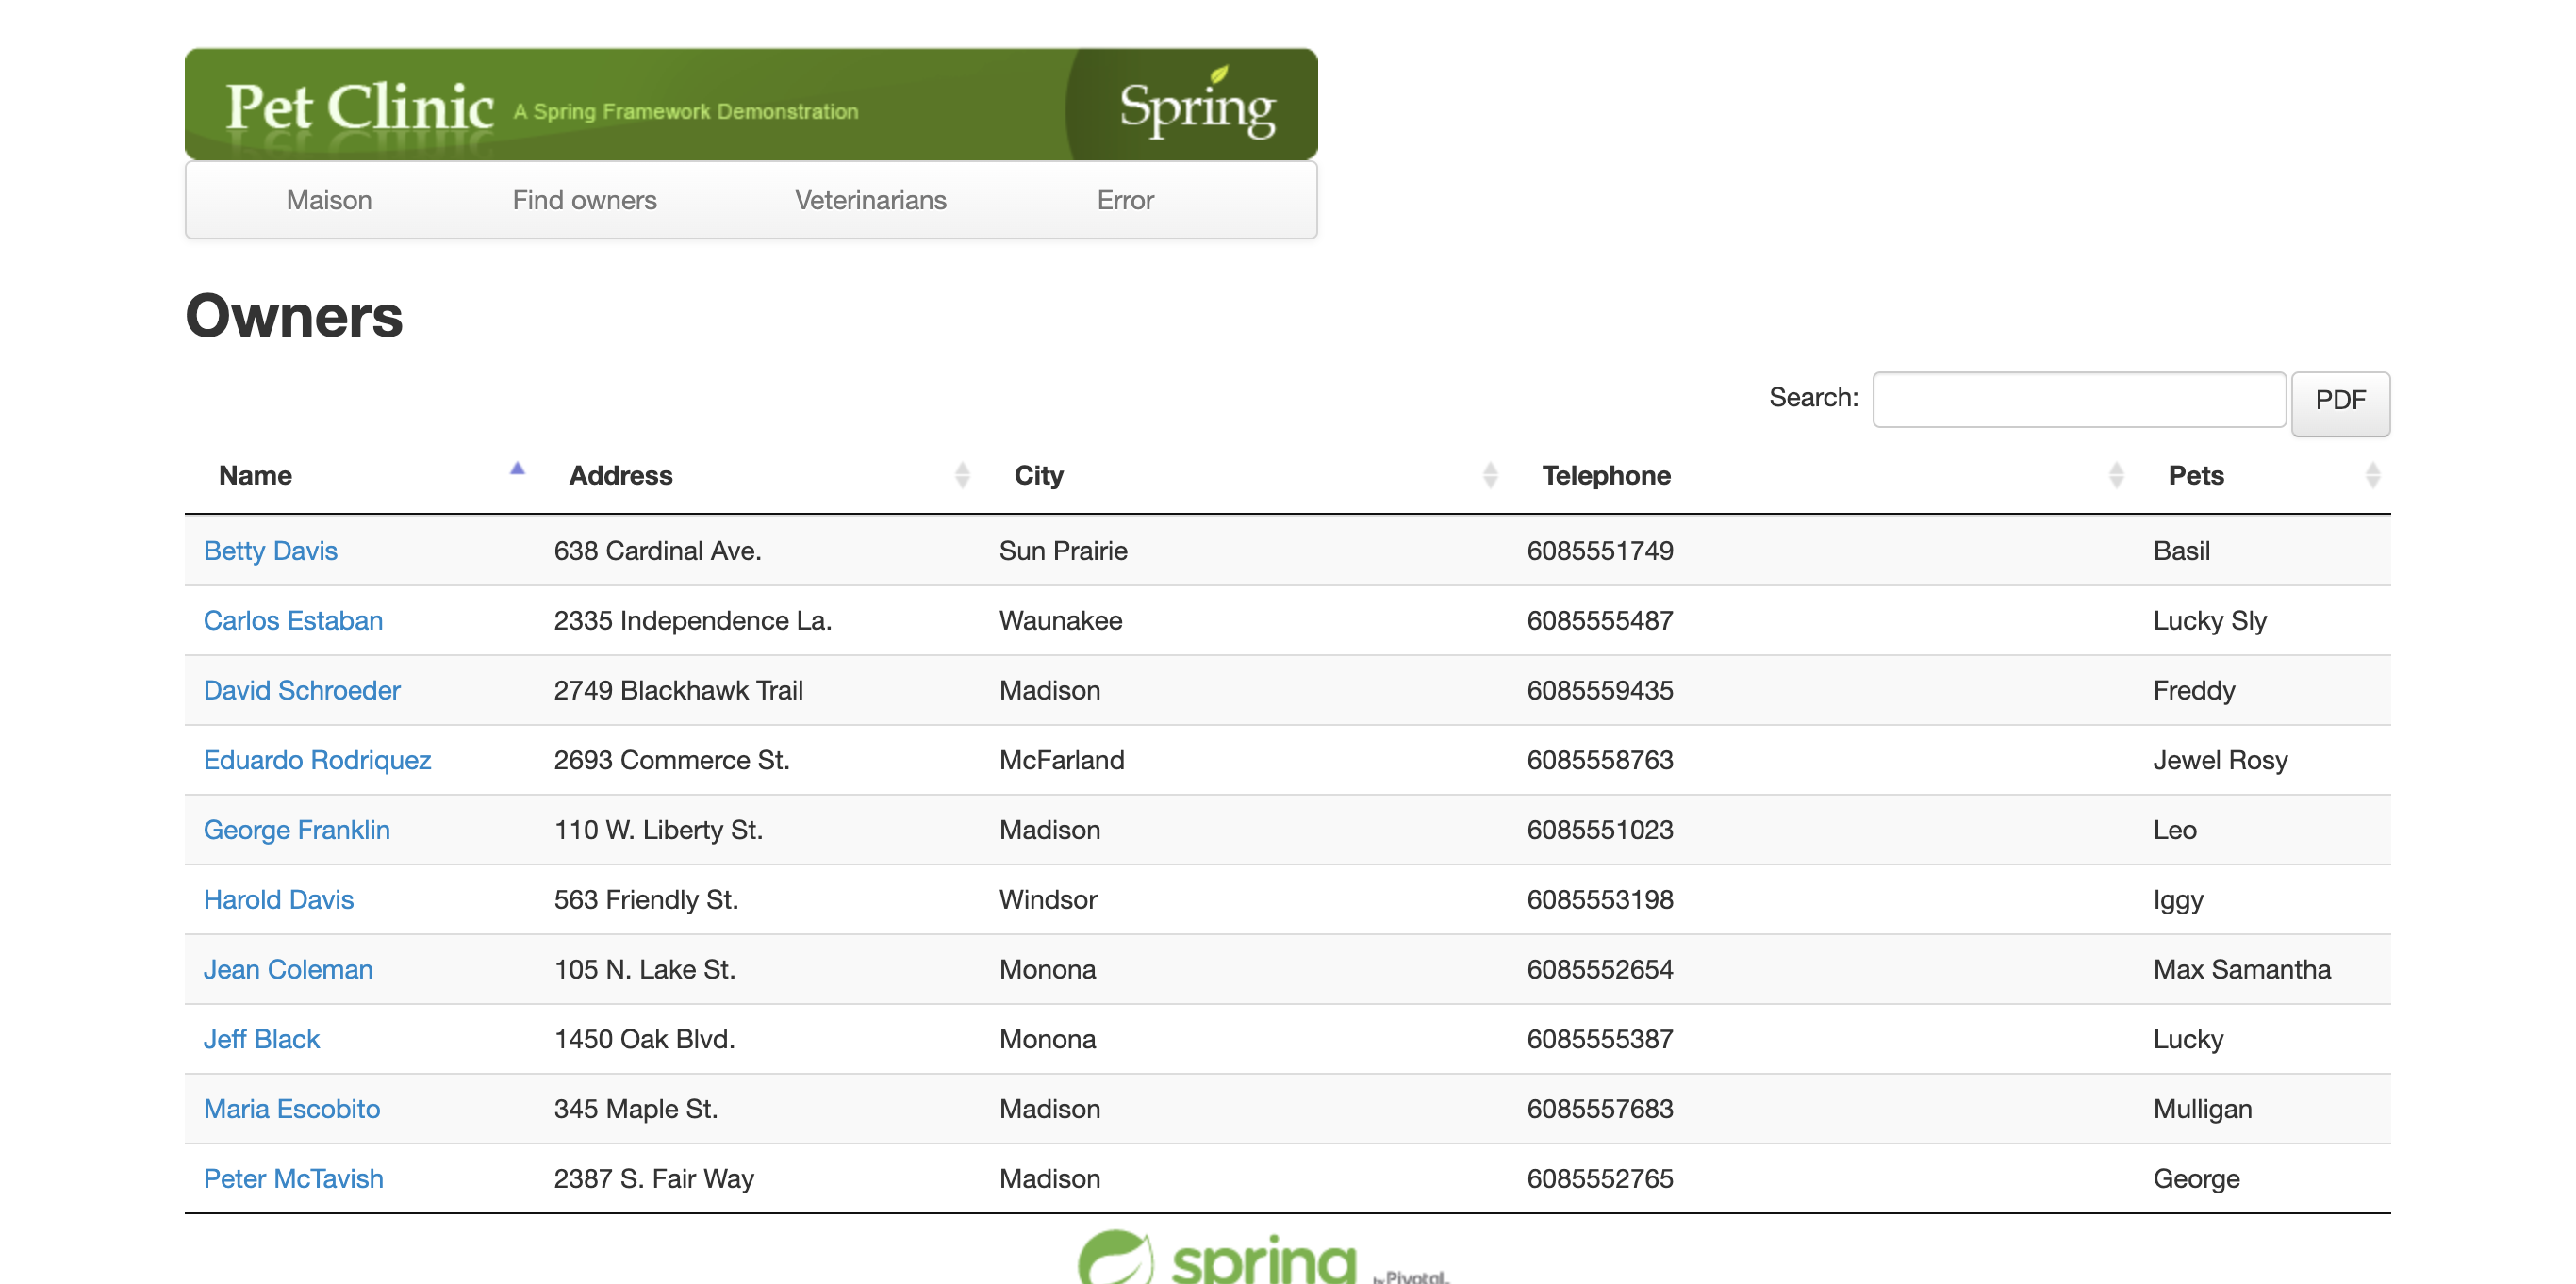 Pet Clinic A Spring Framework Demonstration Spring
Maison Find owners Veterinarians Error
Owners
Search: PDF
Name Address City Telephone Pets
Betty Davis 638 Cardinal Ave. Sun Prairie 6085551749 Basil
Carlos Estaban 2335 Independence La. Waunakee 6085555487 Lucky Sly
David Schroeder 2749 Blackhawk Trail Madison 6085559435 Freddy
Eduardo Rodriquez 2693 Commerce St. McFarland 6085558763 Jewel Rosy
George Franklin 110 W. Liberty St. Madison 6085551023 Leo
Harold Davis 563 Friendly St. Windsor 6085553198 Iggy
Jean Coleman 105 N. Lake St. Monona 6085552654 Max Samantha
Jeff Black 1450 Oak Blvd. Monona 6085555387 Lucky
Maria Escobito 345 Maple St. Madison 6085557683 Mulligan
Peter McTavish 2387 S. Fair Way Madison 6085552765 George
spring by Pivotal.